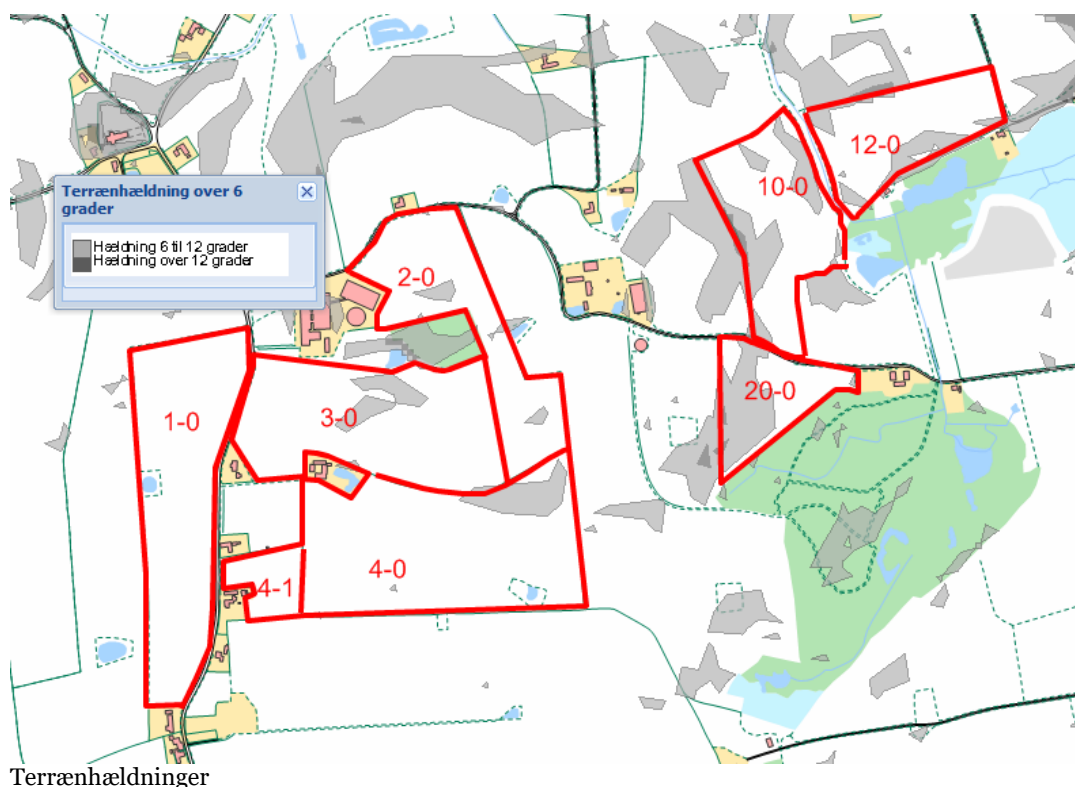 12-0
10-0
Terrænhældning over 6
grader
Hældning 6 til 12 grader
Hældning over 12 grader
2-0
20-0
1-0
3-0
4-0
4-1
Terrænhældninger